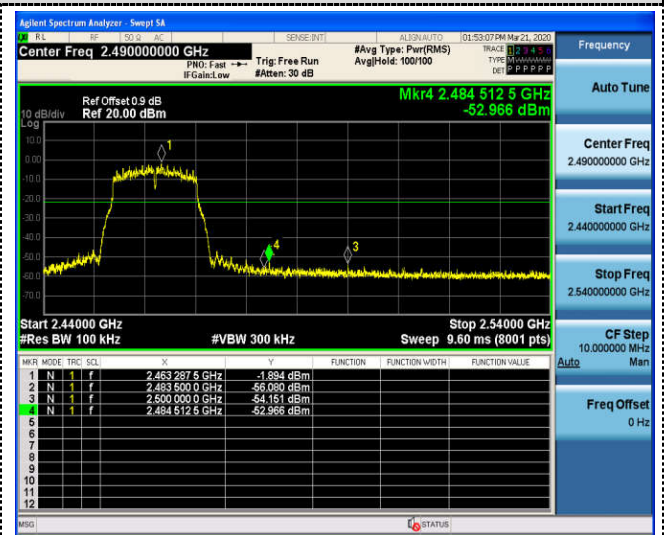 Agilent Spectrum Analyzer - Swept SA
RL RF 50 Ω AC SENSE:INT ALIGN AUTO 01:53:07 PM Mar 21, 2020
Center Freq 2.490000000 GHz #Avg Type: Pwr(RMS) TRACE 1 2 3 4 5 6
PNO: Fast Trig: Free Run Avg|Hold: 100/100 TYPE M
IFGain:Low #Atten: 30 dB DET P P P P P P
Mkr4 2.484 512 5 GHz
-52.966 dBm
Ref Offset 0.9 dB
10 dB/div Ref 20.00 dBm
Log
10.0
0.00
-10.0
-20.0
-30.0
-40.0
-50.0
-60.0
-70.0
1
4
3
Start 2.44000 GHz Stop 2.54000 GHz
#Res BW 100 kHz #VBW 300 kHz Sweep 9.60 ms (8001 pts)
MKR MODE TRC SCL X Y FUNCTION FUNCTION WIDTH FUNCTION VALUE
1 N 1 f 2.463 287 5 GHz -1.894 dBm
2 N 1 f 2.483 500 0 GHz -56.080 dBm
3 N 1 f 2.500 000 0 GHz -54.151 dBm
4 N 1 f 2.484 512 5 GHz -52.966 dBm
5
6
7
8
9
10
11
12
MSG STATUS
Frequency
Auto Tune
Center Freq
2.490000000 GHz
Start Freq
2.440000000 GHz
Stop Freq
2.540000000 GHz
CF Step
10.000000 MHz
Auto Man
Freq Offset
0 Hz